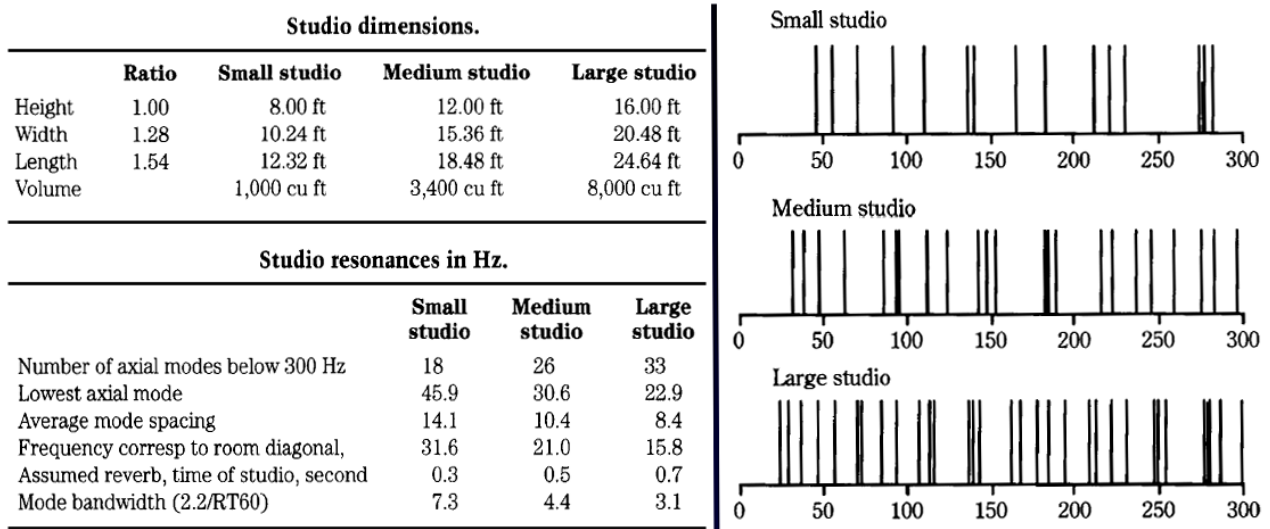 Studio dimensions.
Ratio Small studio Medium studio Large studio
Height 1.00 8.00 ft 12.00 ft 16.00 ft
Width 1.28 10.24 ft 15.36 ft 20.48 ft
Length 1.54 12.32 ft 18.48 ft 24.64 ft
Volume 1,000 cu ft 3,400 cu ft 8,000 cu ft
Studio resonances in Hz.
Small studio Medium studio Large studio
Number of axial modes below 300 Hz 18 26 33
Lowest axial mode 45.9 30.6 22.9
Average mode spacing 14.1 10.4 8.4
Frequency corresp to room diagonal, 31.6 21.0 15.8
Assumed reverb, time of studio, second 0.3 0.5 0.7
Mode bandwidth (2.2/RT60) 7.3 4.4 3.1
Small studio
0 50 100 150 200 250 300
Medium studio
0 50 100 150 200 250 300
Large studio
0 50 100 150 200 250 300